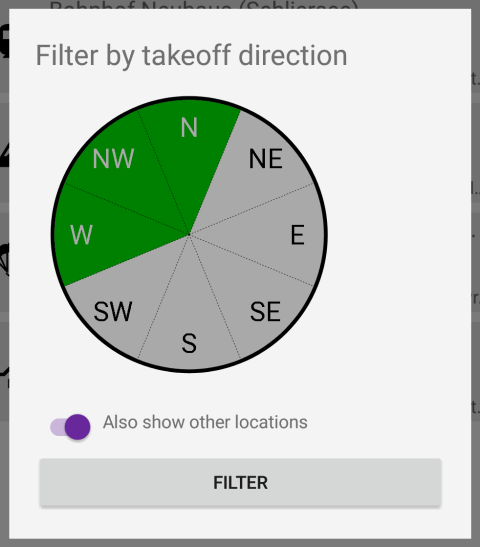 Bahnhof Neuhaus (Schliersee)
Filter by takeoff direction
N
NW
NE
W
E
SW
SE
S
Also show other locations
FILTER